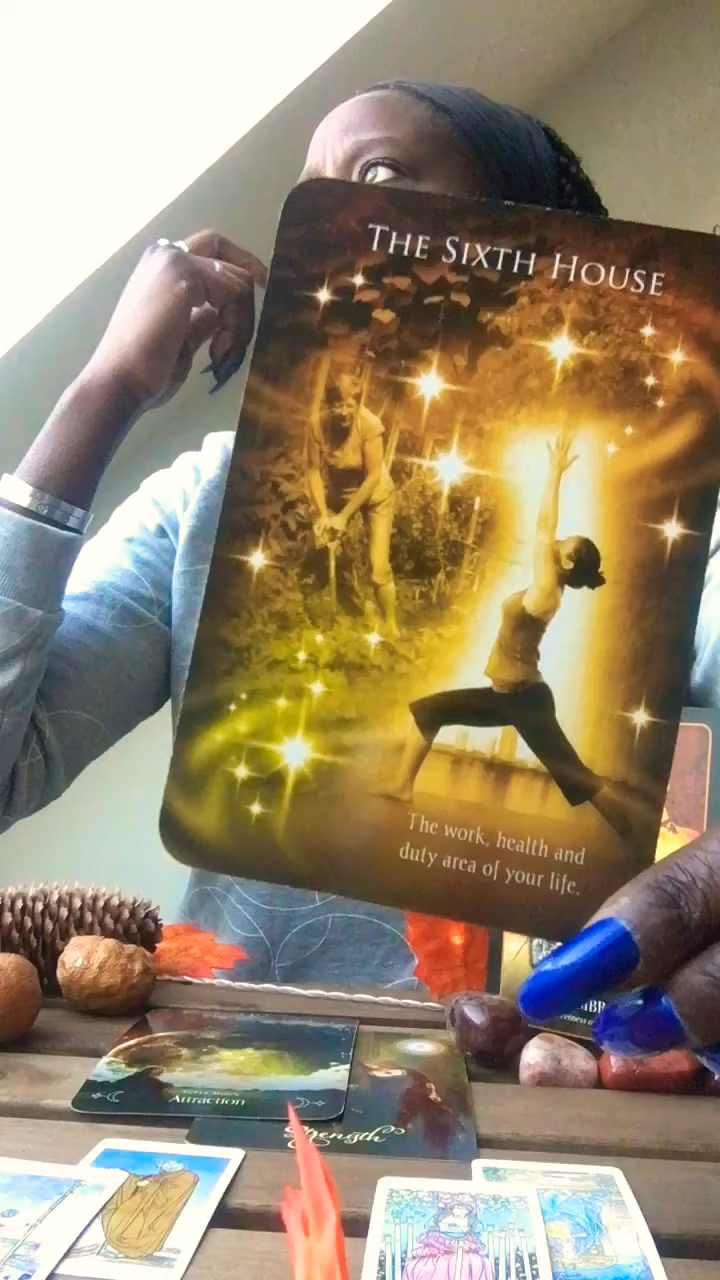 THE SIXTH HOUSE
The work, health and
duty area of your life.
Attraction
Strength